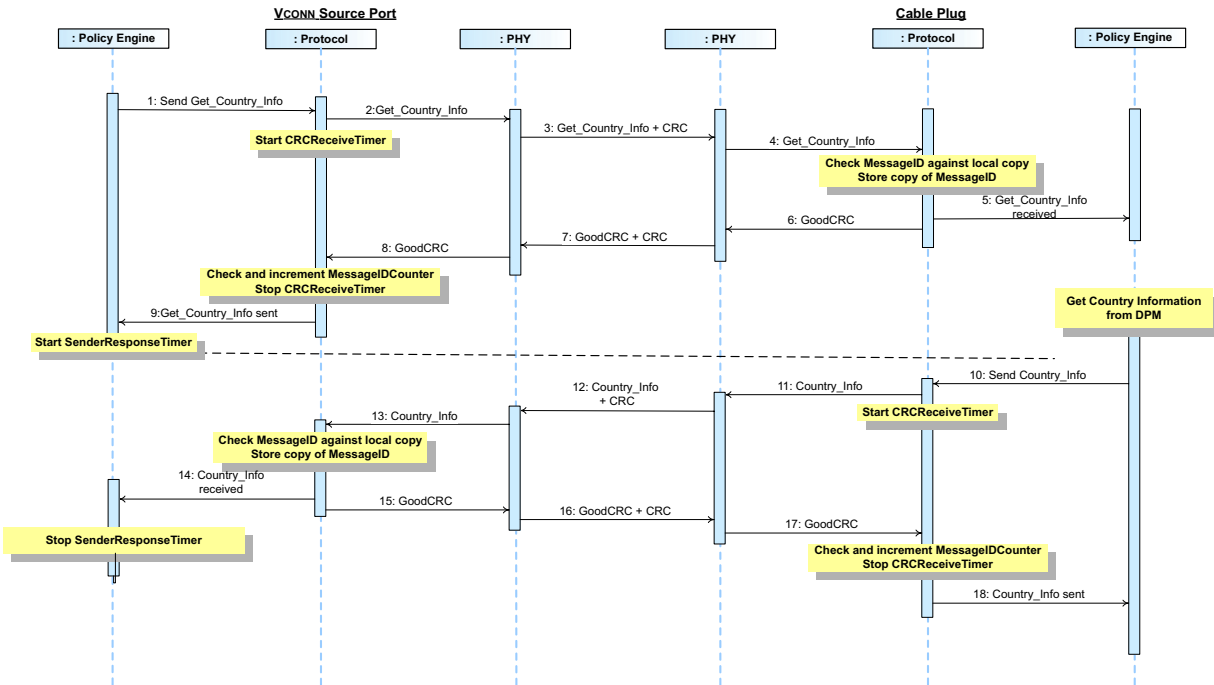 VCONN Source Port
Cable Plug
: Policy Engine
: Protocol
: PHY
: PHY
: Protocol
: Policy Engine
1: Send Get_Country_Info
2:Get_Country_Info
Start CRCReceiveTimer
3: Get_Country_Info + CRC
4: Get_Country_Info
Check MessageID against local copy
Store copy of MessageID
5: Get_Country_Info
received
6: GoodCRC
7: GoodCRC + CRC
8: GoodCRC
Check and increment MessageIDCounter
Stop CRCReceiveTimer
Get Country Information
from DPM
9:Get_Country_Info sent
Start SenderResponseTimer
10: Send Country_Info
11: Country_Info
12: Country_Info
+ CRC
Start CRCReceiveTimer
13: Country_Info
Check MessageID against local copy
Store copy of MessageID
14: Country_Info
received
15: GoodCRC
16: GoodCRC + CRC
17: GoodCRC
Stop SenderResponseTimer
Check and increment MessageIDCounter
Stop CRCReceiveTimer
18: Country_Info sent